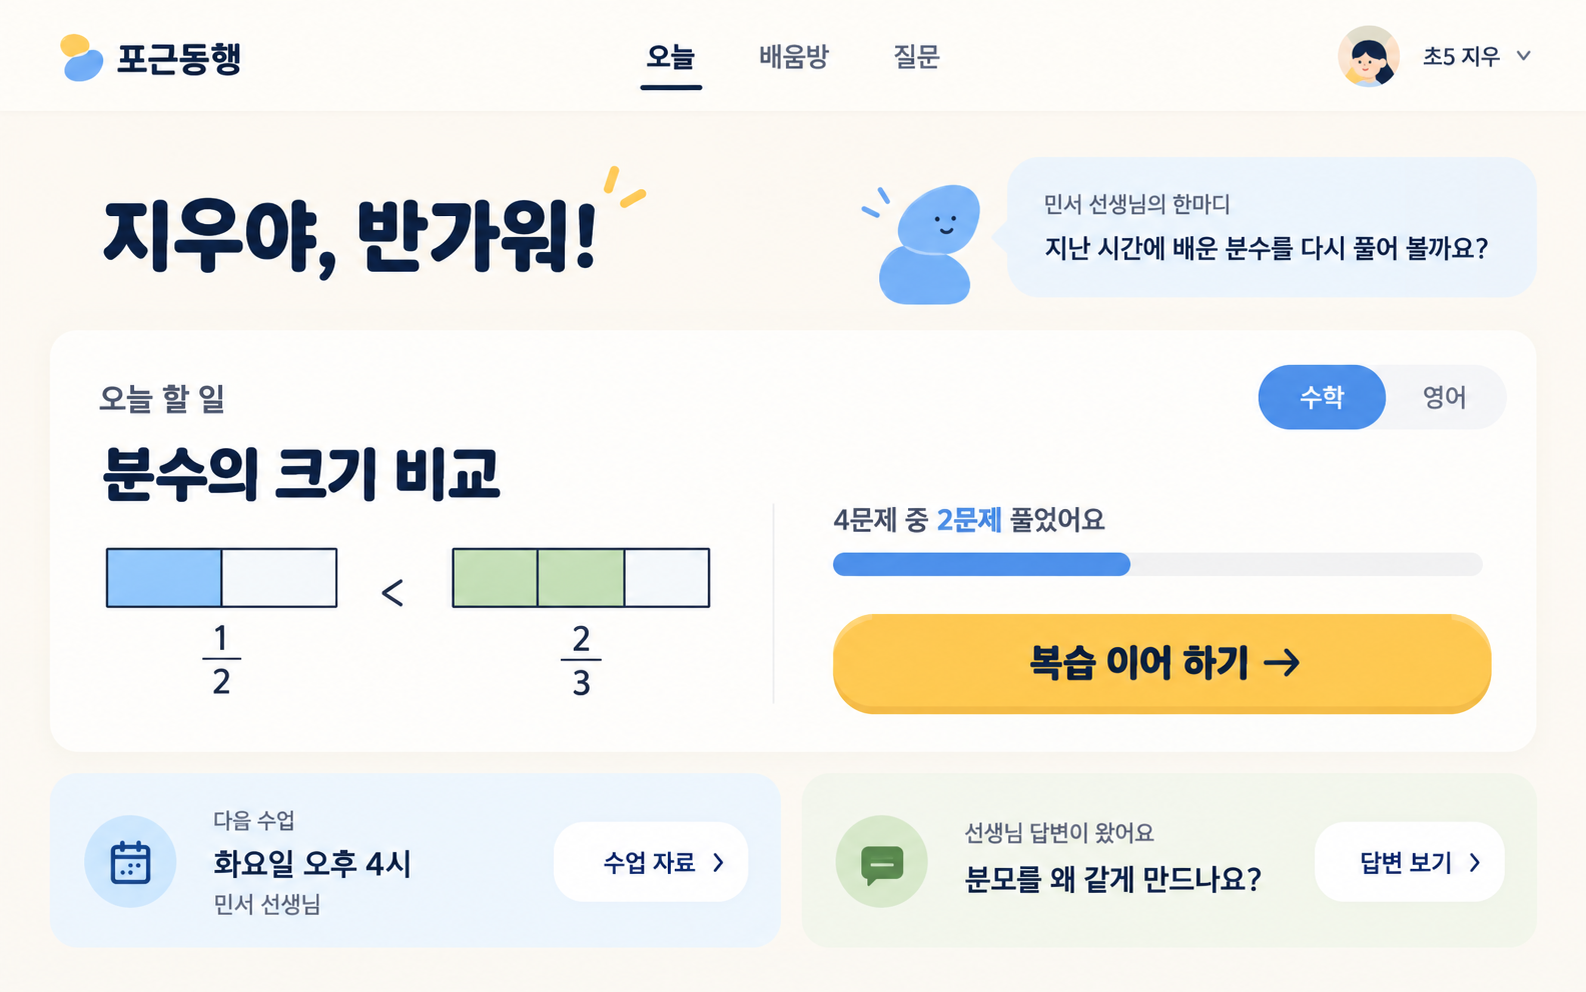 포근동행
오늘
배움방
질문
초5 지우
지우야, 반가워!
민서 선생님의 한마디
지난 시간에 배운 분수를 다시 풀어 볼까요?
오늘 할 일
수학
영어
분수의 크기 비교
1
2
<
2
3
4문제 중 2문제 풀었어요
복습 이어 하기 →
다음 수업
화요일 오후 4시
민서 선생님
수업 자료 >
선생님 답변이 왔어요
분모를 왜 같게 만드나요?
답변 보기 >